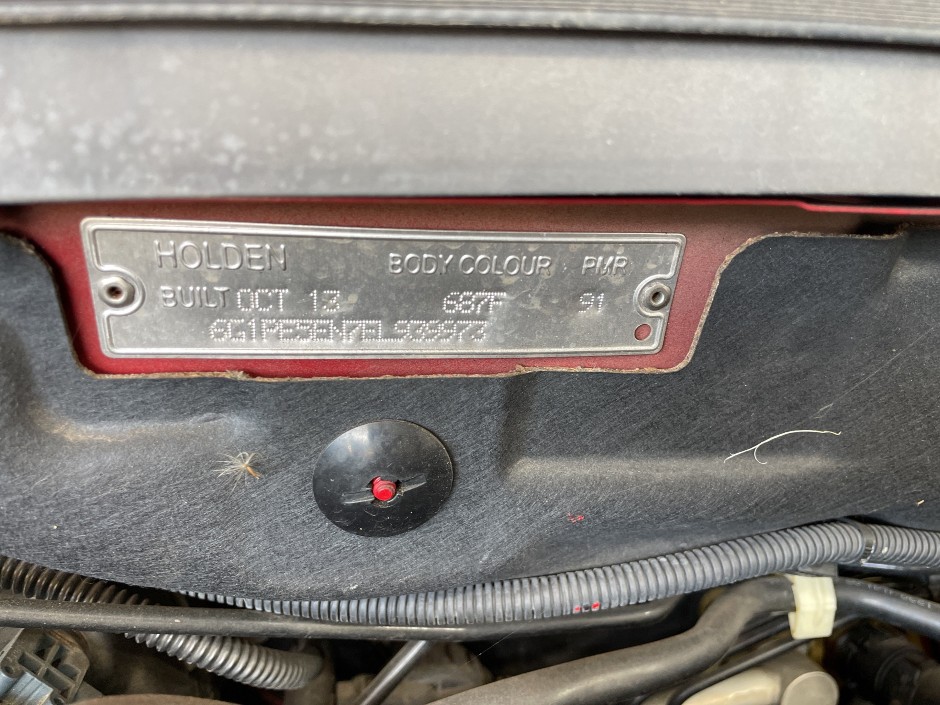 HOLDEN BODY COLOUR PMR
BUILT OCT 13 687F 91
6G1PE5EN7EL939973